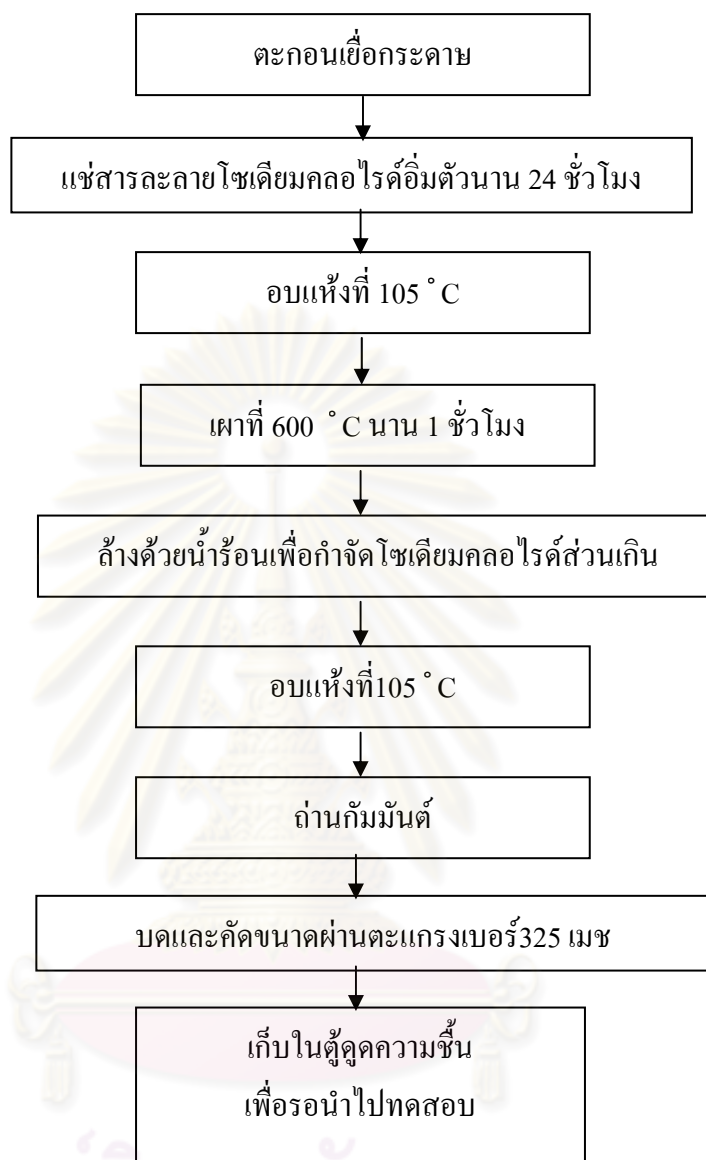 ตะกอนเยื่อกระดาษ
แช่สารละลายโซเดียมคลอไรด์อิ่มตัวนาน 24 ชั่วโมง
อบแห้งที่ 105 ˚ C
เผาที่ 600 ˚ C นาน 1 ชั่วโมง
ล้างด้วยน้ำร้อนเพื่อกำจัดโซเดียมคลอไรด์ส่วนเกิน
อบแห้งที่105 ˚ C
ถ่านกัมมันต์
บดและคัดขนาดผ่านตะแกรงเบอร์325 เมช
เก็บในตู้ดูดความชื้น
เพื่อรอนำไปทดสอบ